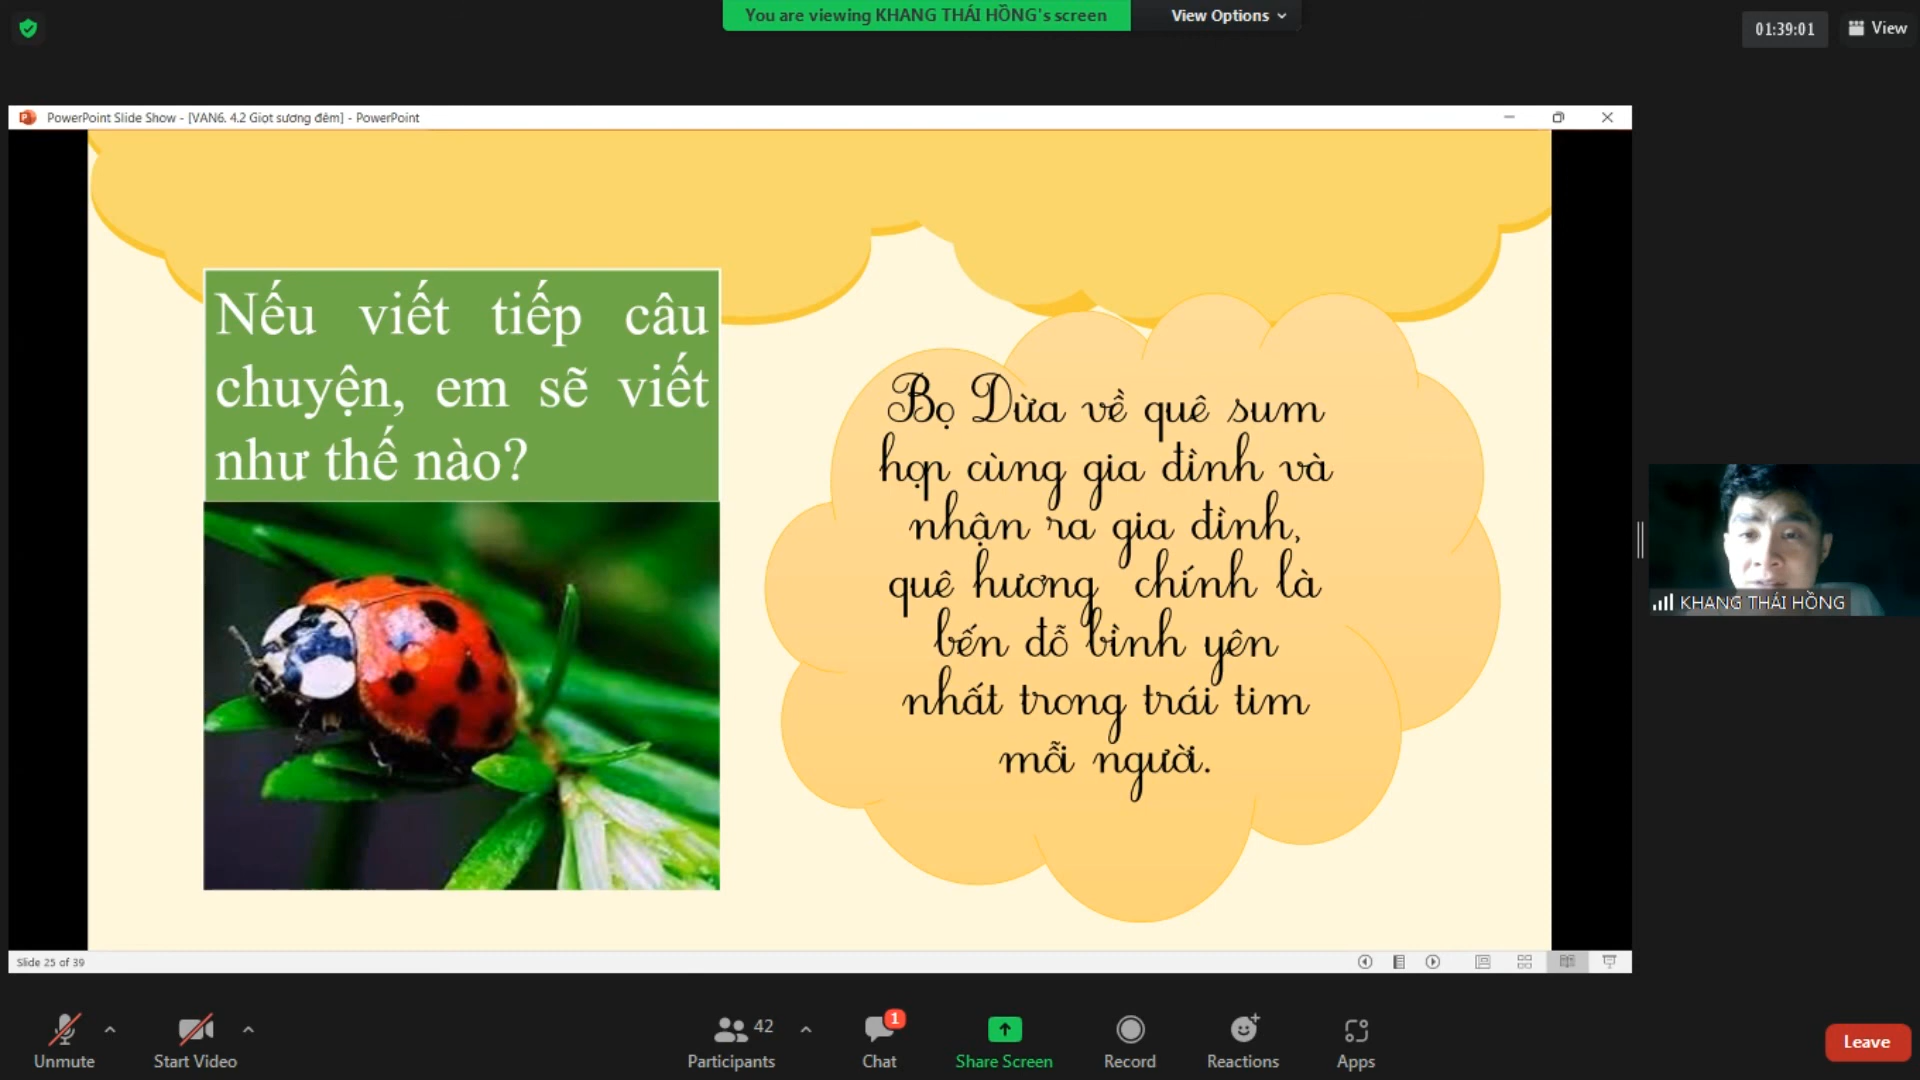 You are viewing KHANG THÁI HỒNG's screen
View Options
01:39:01
View
PowerPoint Slide Show - [VAN6. 4.2 Giọt sương đêm] - PowerPoint
Nếu viết tiếp câu
chuyện, em sẽ viết
như thế nào?
Bọ Dừa về quê sum
họp cùng gia đình và
nhận ra gia đình,
quê hương chính là
bến đỗ bình yên
nhất trong trái tim
mỗi người.
KHANG THÁI HỒNG
Slide 25 of 39
Unmute
Start Video
42
Participants
1
Chat
Share Screen
Record
Reactions
Apps
Leave